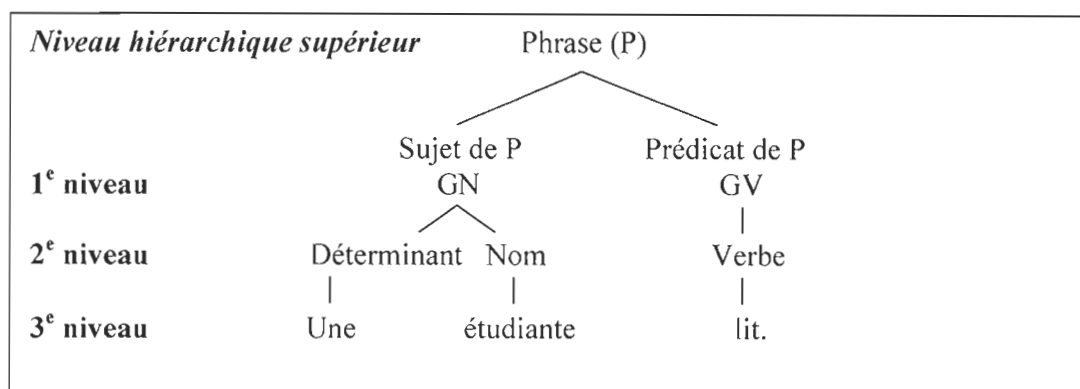 Niveau hiérarchique supérieur Phrase (P)
Sujet de P Prédicat de P
1e niveau GN GV
2e niveau Déterminant Nom Verbe
3e niveau Une étudiante lit.